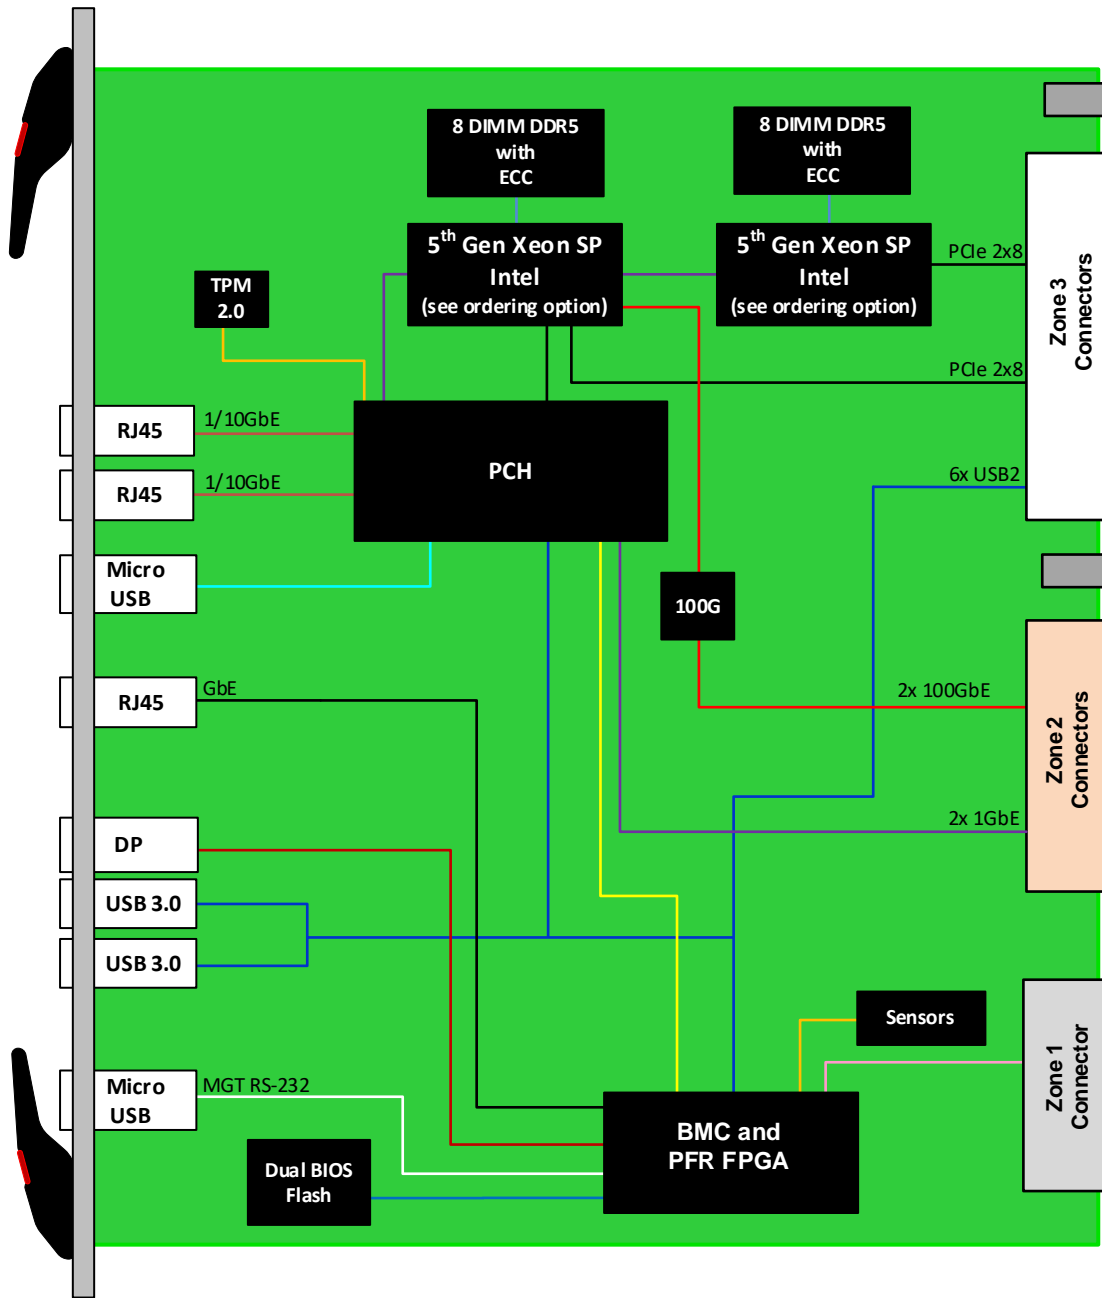 8 DIMM DDR5
with
ECC
8 DIMM DDR5
with
ECC
5th Gen Xeon SP
Intel
(see ordering option)
5th Gen Xeon SP
Intel
(see ordering option)
PCIe 2x8
Zone 3
Connectors
TPM
2.0
PCIe 2x8
RJ45
1/10GbE
PCH
RJ45
1/10GbE
6x USB2
Micro
USB
100G
RJ45
GbE
2x 100GbE
Zone 2
Connectors
DP
2x 1GbE
USB 3.0
USB 3.0
Sensors
Zone 1
Connector
Micro
USB
MGT RS-232
BMC and
PFR FPGA
Dual BIOS
Flash